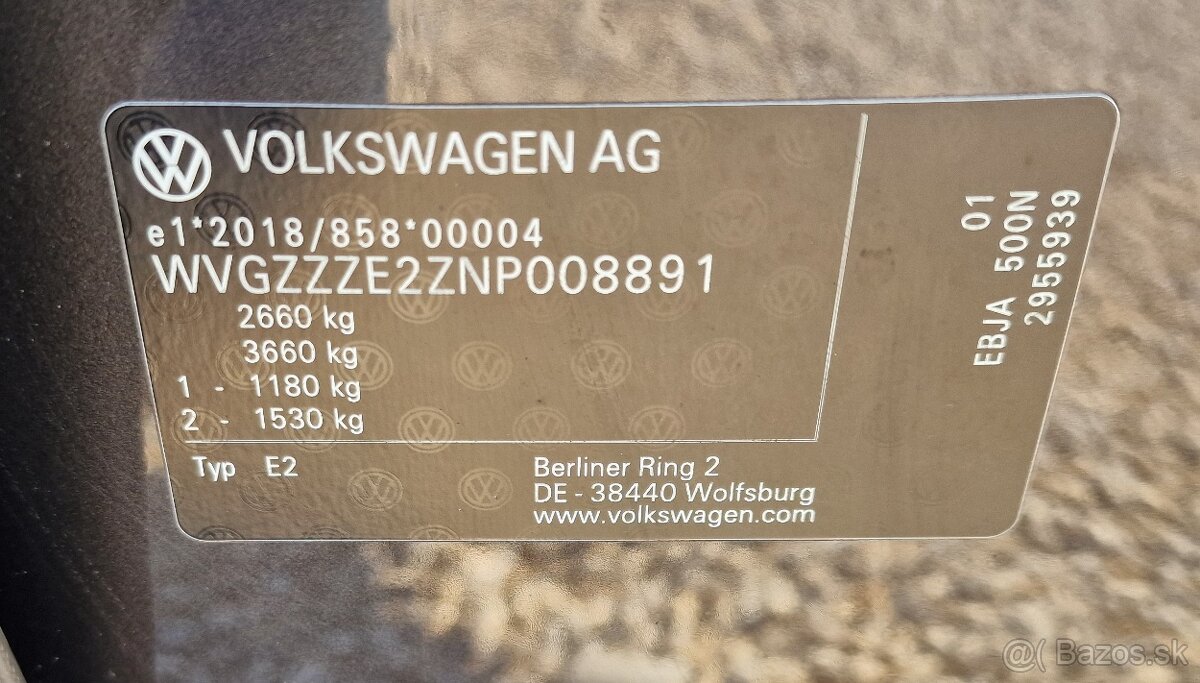 VOLKSWAGEN AG
e1*2018/858*00004
WVGZZZE2ZNP008891
2660 kg
3660 kg
1 - 1180 kg
2 - 1530 kg
Typ E2
Berliner Ring 2
DE - 38440 Wolfsburg
www.volkswagen.com
01
EBJA 500N
2955939
@( Bazos.sk